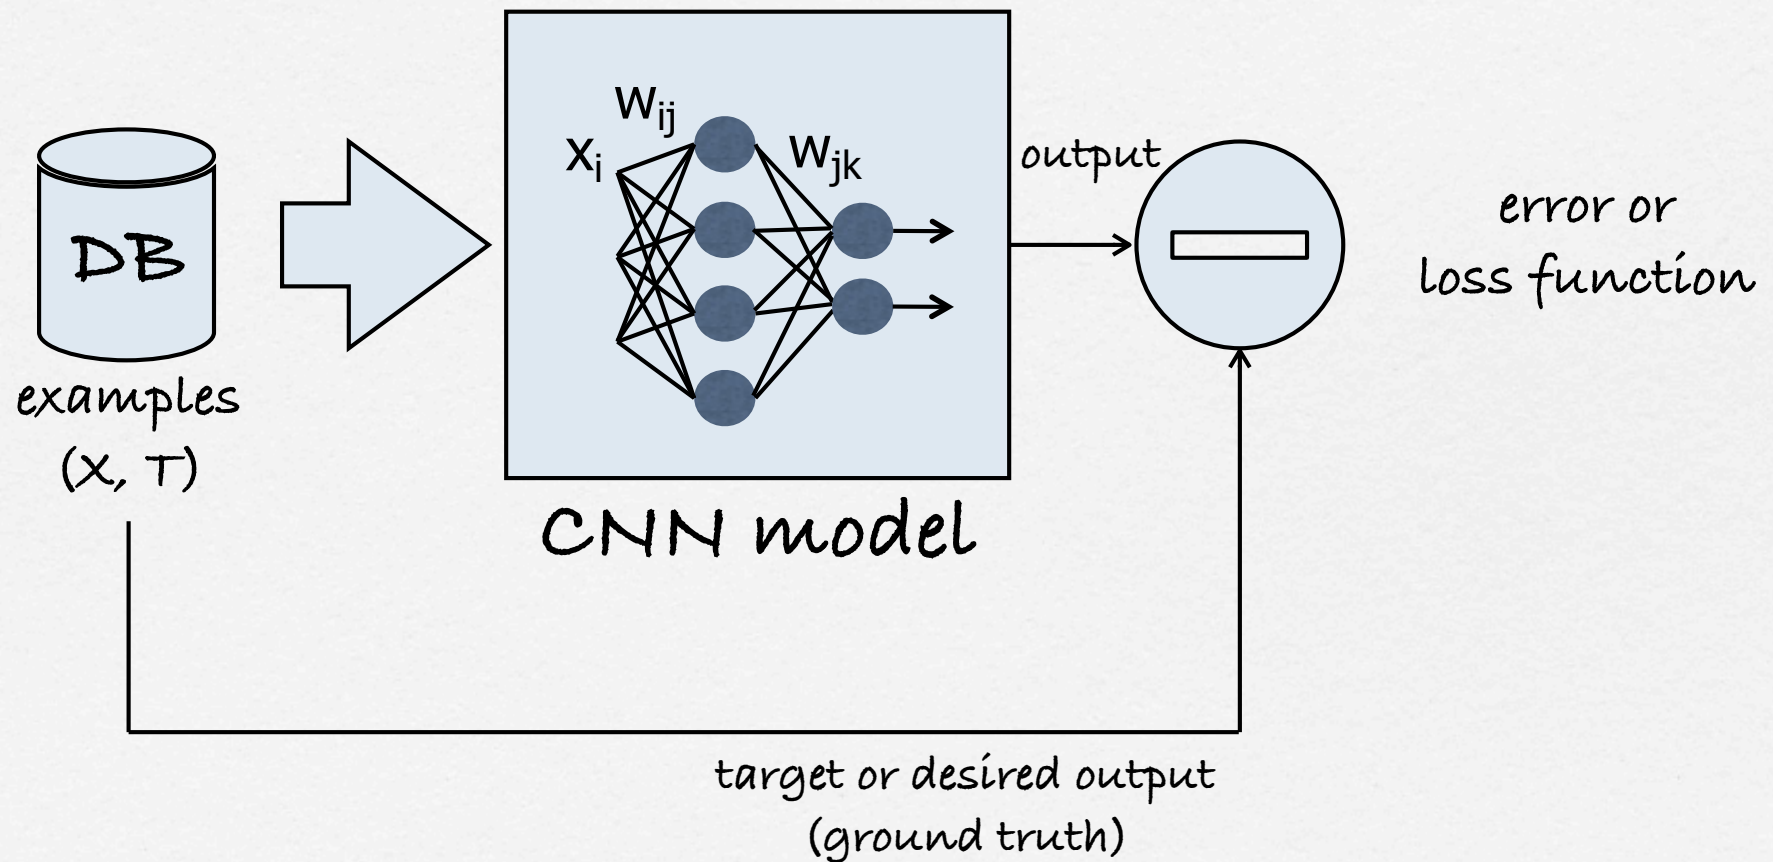 DB
examples
(X, T)
Wij
Xi
Wjk
CNN model
output
error or
loss function
target or desired output
(ground truth)